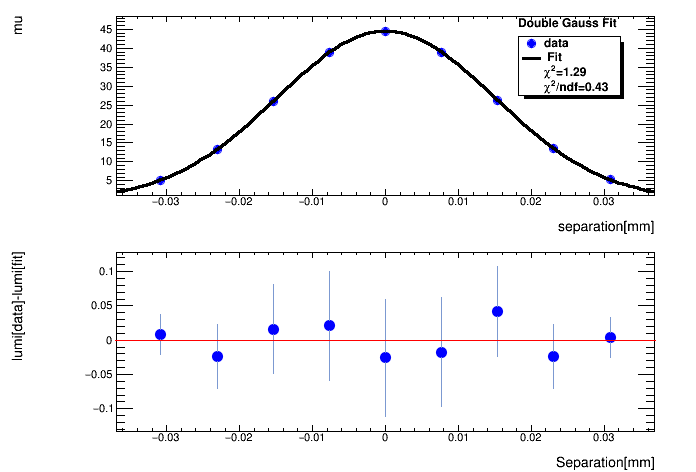 Double Gauss Fit
mu
data
Fit
χ²=1.29
χ²/ndf=0.43
45
40
35
30
25
20
15
10
5
−0.03 −0.02 −0.01 0 0.01 0.02 0.03
separation[mm]
lumi[data]-lumi[fit]
0.1
0.05
0
−0.05
−0.1
−0.03 −0.02 −0.01 0 0.01 0.02 0.03
Separation[mm]